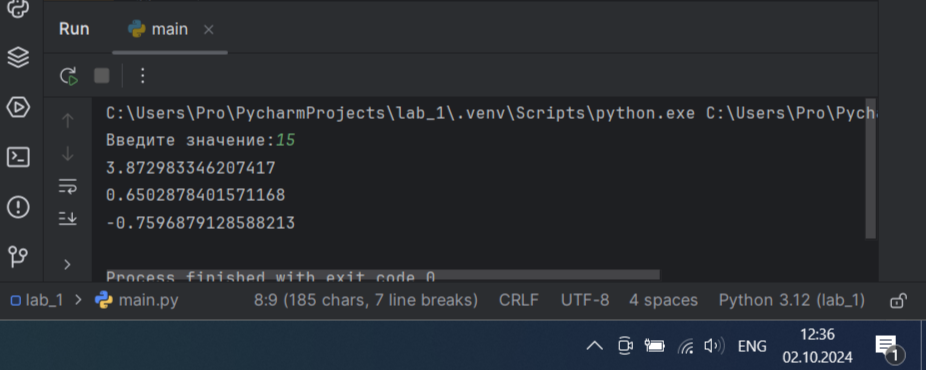 Run main
C:\Users\Pro\PycharmProjects\lab_1\.venv\Scripts\python.exe C:\Users\Pro\Pych
Введите значение:15
3.872983346207417
0.6502878401571168
-0.7596879128588213
Process finished with exit code 0
lab_1 > main.py 8:9 (185 chars, 7 line breaks) CRLF UTF-8 4 spaces Python 3.12 (lab_1)
ENG 12:36
02.10.2024
1